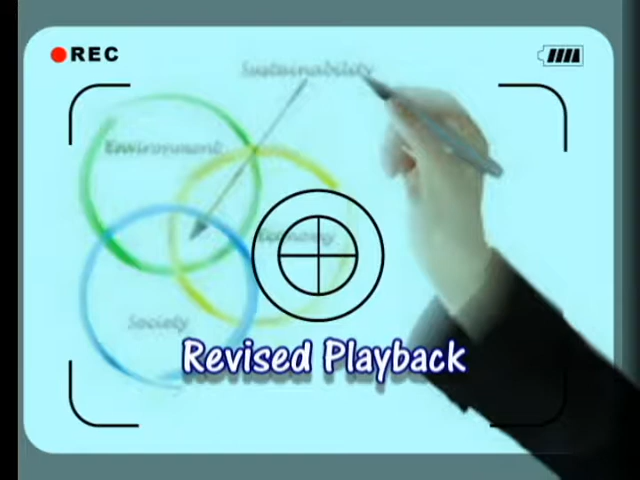 REC
Sustainability
Environment
Economy
Society
Revised Playback